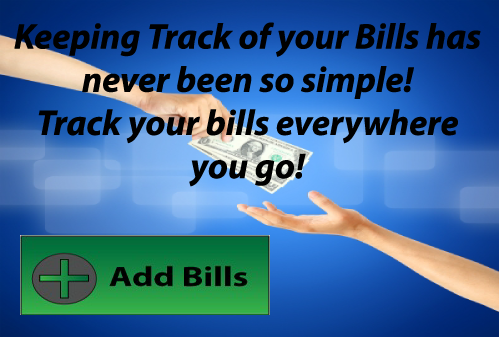 Keeping Track of your Bills has
never been so simple!
Track your bills everywhere
you go!
Add Bills